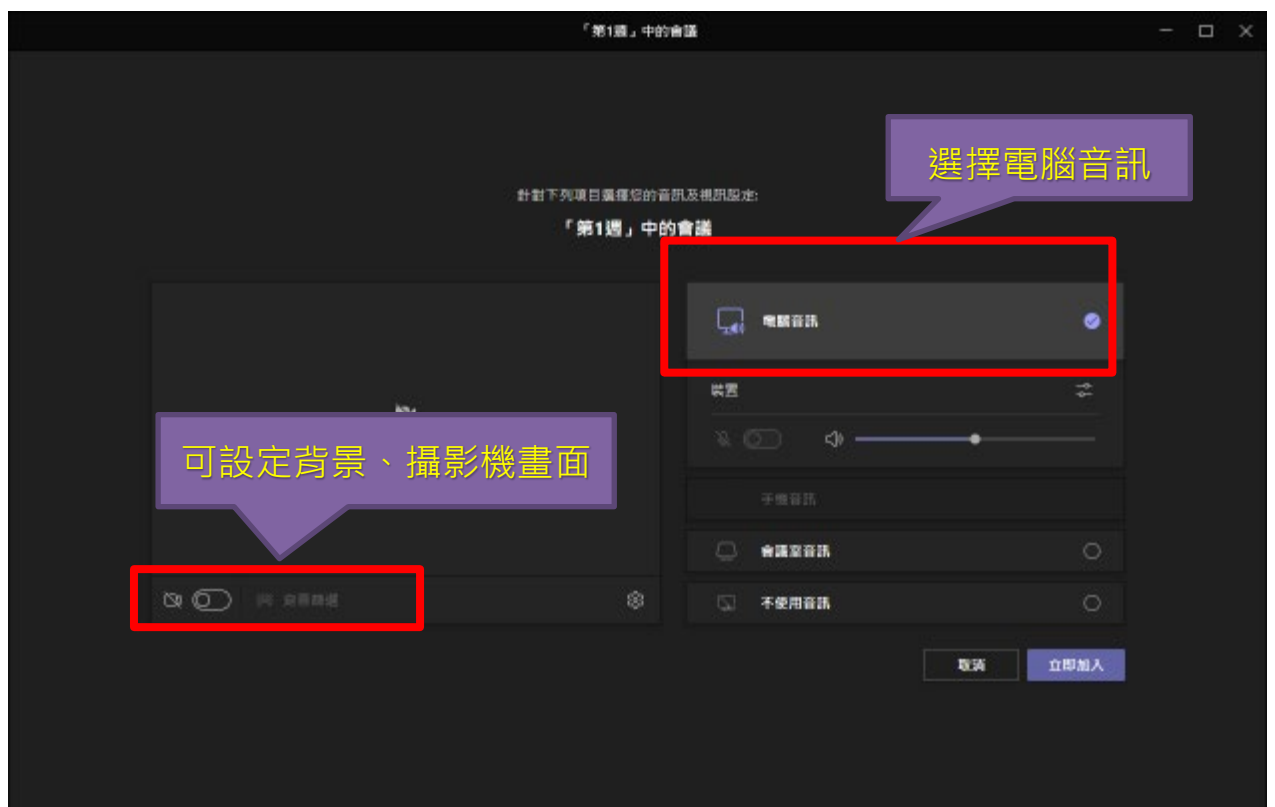 「第1週」中的會議
選擇電腦音訊
針對下列項目選擇您的音訊及視訊設定:
「第1週」中的會議
電腦音訊
裝置
可設定背景、攝影機畫面
手機音訊
會議室音訊
背景篩選
不使用音訊
取消
立即加入